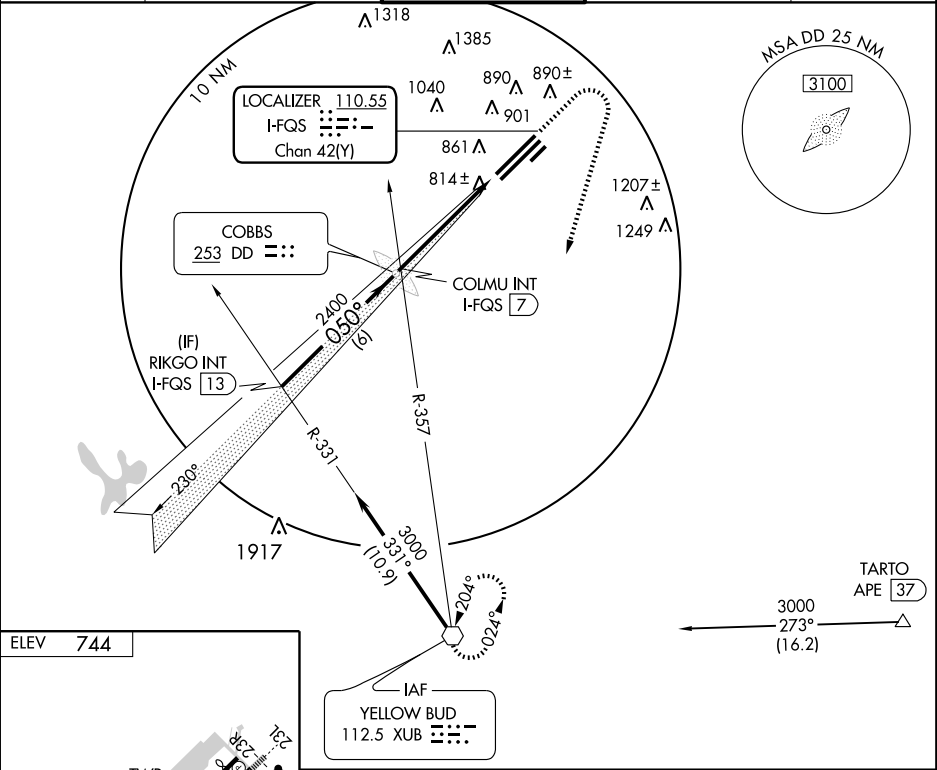 1318
1385
10 NM
MSA DD 25 NM
3100
LOCALIZER 110.55
I-FQS
Chan 42(Y)
1040
890
890±
901
861
814±
1207±
1249
COBBS
253 DD
COLMU INT
I-FQS 7
2400
050°
(6)
(IF)
RIKGO INT
I-FQS 13
R-357
R-331
230°
1917
3000
331°
(10.9)
204°
024°
TARTO
APE 37
3000
273°
(16.2)
IAF
YELLOW BUD
112.5 XUB
ELEV 744
23R
23L